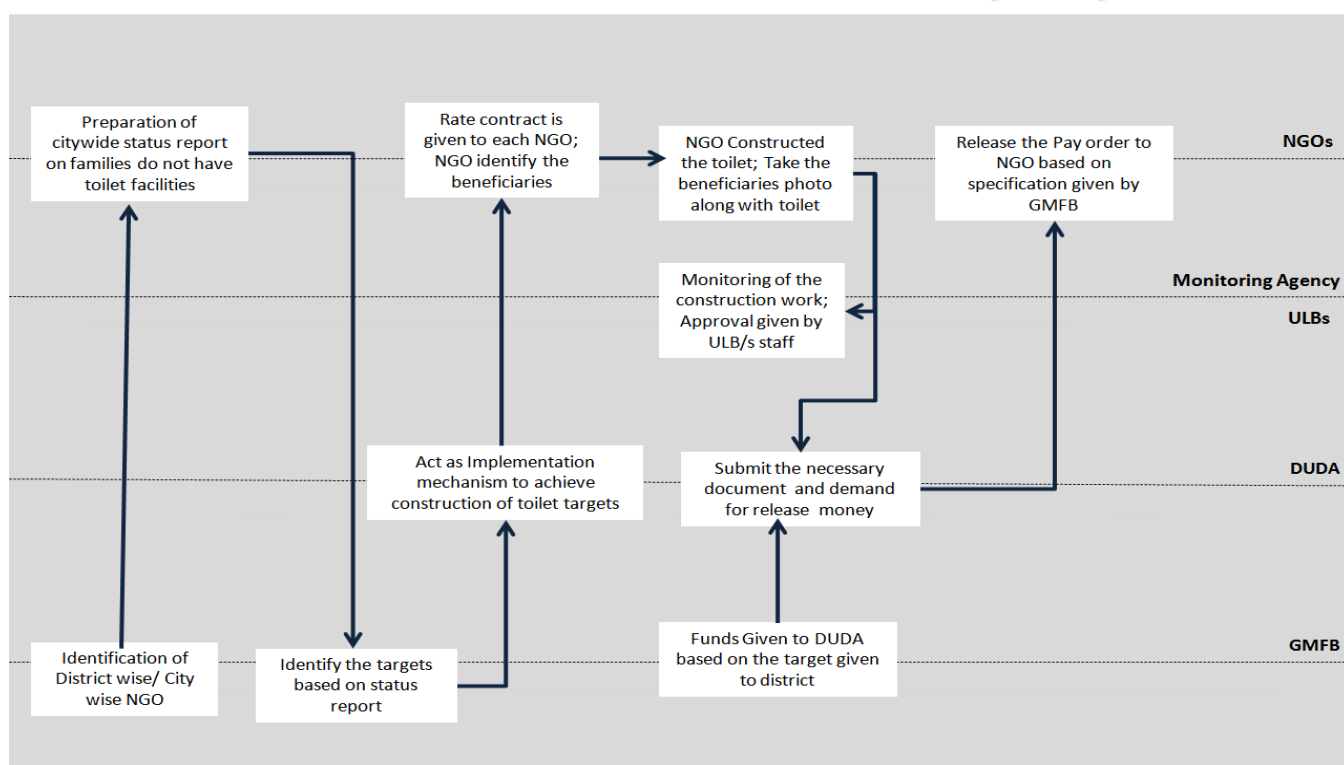 Preparation of
citywide status report
on families do not have
toilet facilities
Rate contract is
given to each NGO;
NGO identify the
beneficiaries
NGO Constructed
the toilet; Take the
beneficiaries photo
along with toilet
Release the Pay order to
NGO based on
specification given by
GMFB
NGOs
Monitoring of the
construction work;
Approval given by
ULB/s staff
Monitoring Agency
ULBs
Act as Implementation
mechanism to achieve
construction of toilet targets
Submit the necessary
document and demand
for release money
DUDA
Identification of
District wise/ City
wise NGO
Identify the targets
based on status
report
Funds Given to DUDA
based on the target given
to district
GMFB